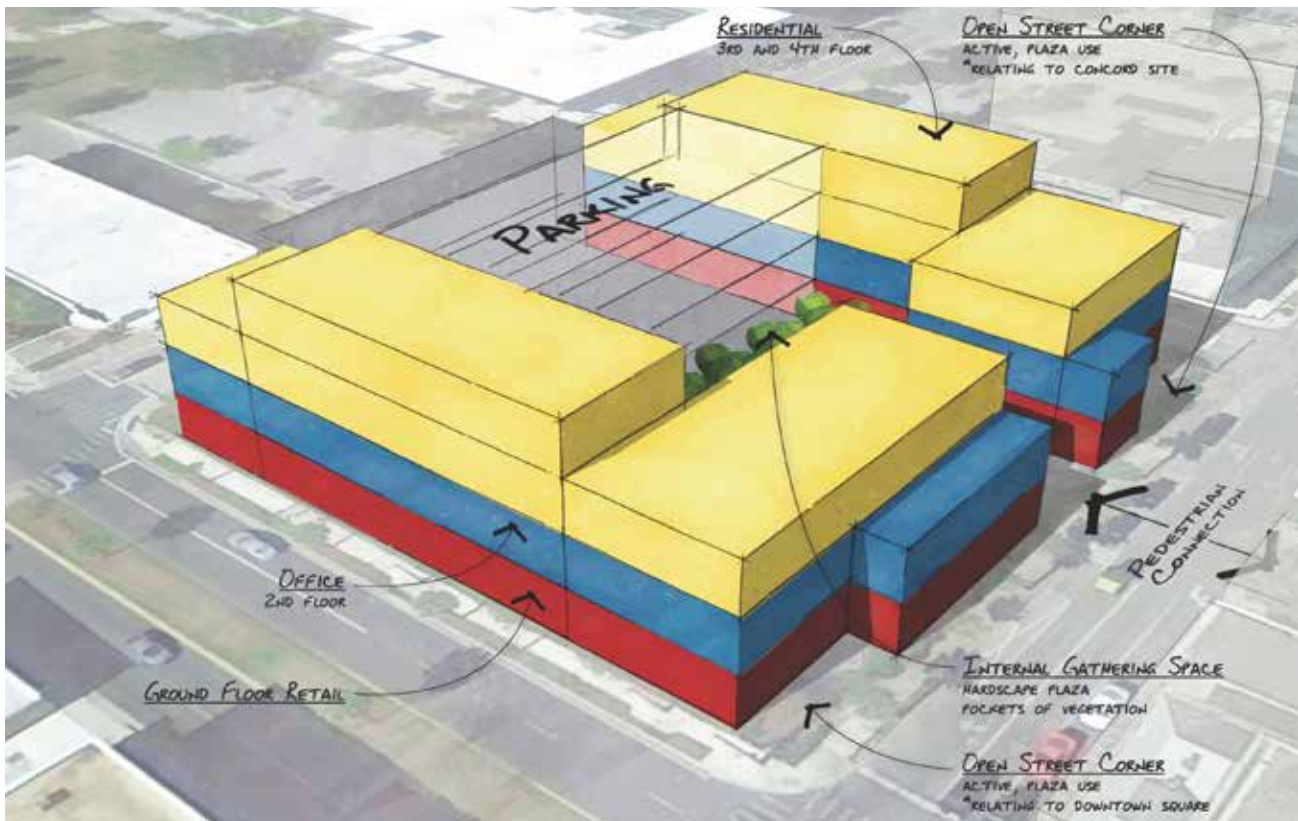 RESIDENTIAL
3RD AND 4TH FLOOR
OPEN STREET CORNER
ACTIVE, PLAZA USE
*RELATING TO CONCORD SITE
PARKING
PEDESTRIAN
CONNECTION
OFFICE
2ND FLOOR
GROUND FLOOR RETAIL
INTERNAL GATHERING SPACE
HARDSCAPE PLAZA
POCKETS OF VEGETATION
OPEN STREET CORNER
ACTIVE, PLAZA USE
*RELATING TO DOWNTOWN SQUARE